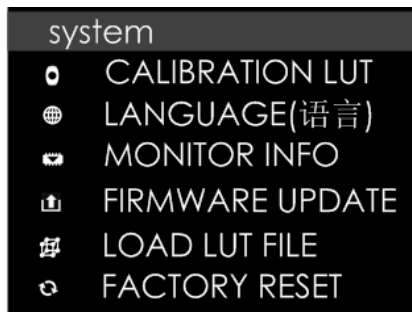 system
CALIBRATION LUT
LANGUAGE(语言)
MONITOR INFO
FIRMWARE UPDATE
LOAD LUT FILE
FACTORY RESET